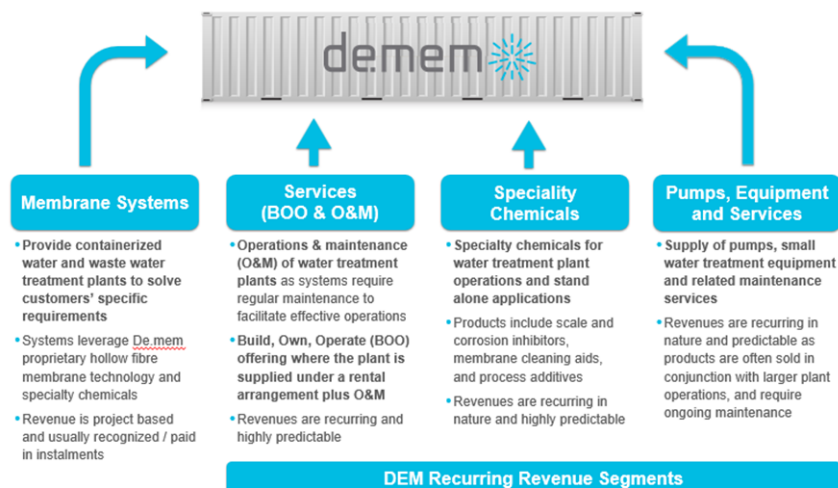 de.mem
Membrane Systems
• Provide containerized
water and waste water
treatment plants to solve
customers' specific
requirements
• Systems leverage De.mem
proprietary hollow fibre
membrane technology and
specialty chemicals
• Revenue is project based
and usually recognized / paid
in instalments
Services
(BOO & O&M)
• Operations & maintenance
(O&M) of water treatment
plants as systems require
regular maintenance to
facilitate effective operations
• Build, Own, Operate (BOO)
offering where the plant is
supplied under a rental
arrangement plus O&M
• Revenues are recurring and
highly predictable
Speciality
Chemicals
• Specialty chemicals for
water treatment plant
operations and stand
alone applications
• Products include scale and
corrosion inhibitors,
membrane cleaning aids,
and process additives
• Revenues are recurring in
nature and highly predictable
Pumps, Equipment
and Services
• Supply of pumps, small
water treatment equipment
and related maintenance
services
• Revenues are recurring in
nature and predictable as
products are often sold in
conjunction with larger plant
operations, and require
ongoing maintenance
DEM Recurring Revenue Segments